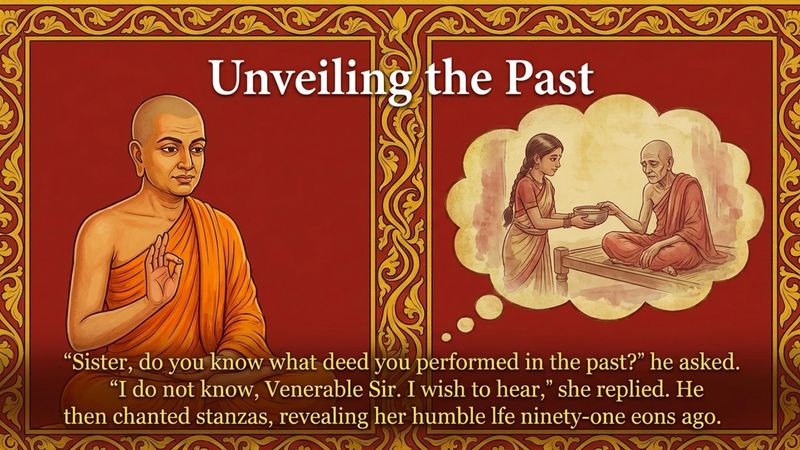 Unveiling the Past
“Sister, do you know what deed you performed in the past?” he asked.
“I do not know, Venerable Sir. I wish to hear,” she replied. He
then chanted stanzas, revealing her humble lfe ninety-one eons ago.